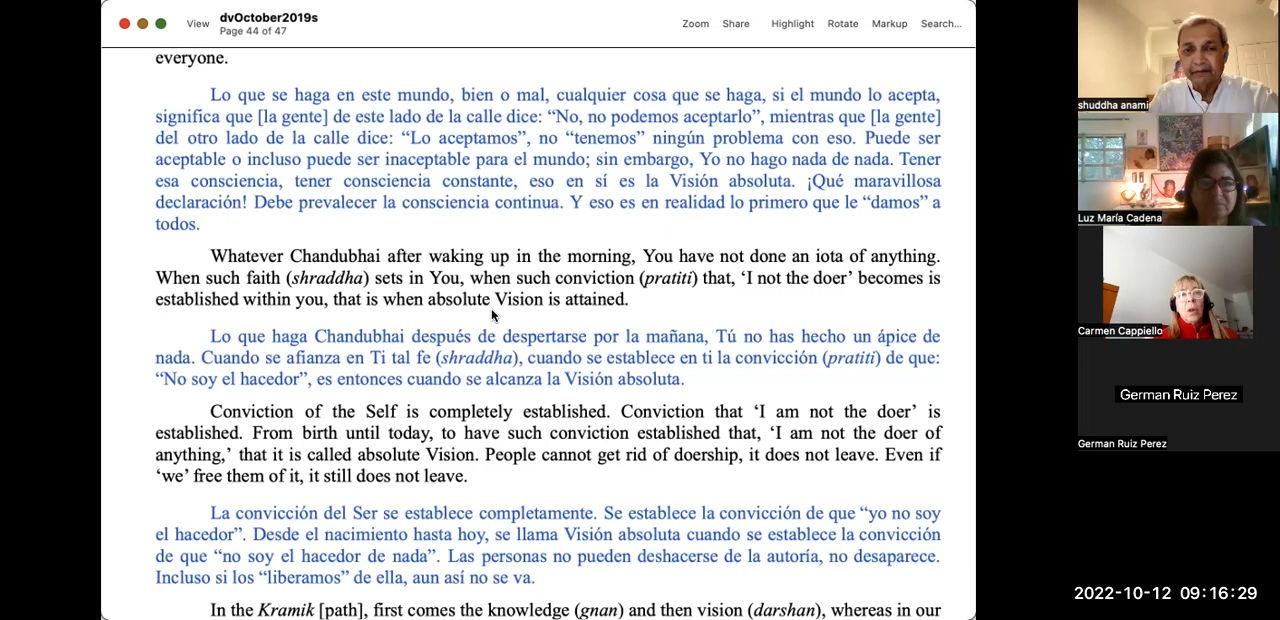 View
dvOctober2019s
Page 44 of 47
Zoom Share Highlight Rotate Markup Search...
everyone.
Lo que se haga en este mundo, bien o mal, cualquier cosa que se haga, si el mundo lo acepta,
significa que [la gente] de este lado de la calle dice: “No, no podemos aceptarlo”, mientras que [la gente]
del otro lado de la calle dice: “Lo aceptamos”, no “tenemos” ningún problema con eso. Puede ser
aceptable o incluso puede ser inaceptable para el mundo; sin embargo, Yo no hago nada de nada. Tener
esa consciencia, tener consciencia constante, eso en sí es la Visión absoluta. ¡Qué maravillosa
declaración! Debe prevalecer la consciencia continua. Y eso es en realidad lo primero que le “damos” a
todos.
Whatever Chandubhai after waking up in the morning, You have not done an iota of anything.
When such faith (shraddha) sets in You, when such conviction (pratiti) that, ‘I not the doer’ becomes is
established within you, that is when absolute Vision is attained.
Lo que haga Chandubhai después de despertarse por la mañana, Tú no has hecho un ápice de
nada. Cuando se afianza en Ti tal fe (shraddha), cuando se establece en ti la convicción (pratiti) de que:
“No soy el hacedor”, es entonces cuando se alcanza la Visión absoluta.
Conviction of the Self is completely established. Conviction that ‘I am not the doer’ is
established. From birth until today, to have such conviction established that, ‘I am not the doer of
anything,’ that it is called absolute Vision. People cannot get rid of doership, it does not leave. Even if
‘we’ free them of it, it still does not leave.
La convicción del Ser se establece completamente. Se establece la convicción de que “yo no soy
el hacedor”. Desde el nacimiento hasta hoy, se llama Visión absoluta cuando se establece la convicción
de que “no soy el hacedor de nada”. Las personas no pueden deshacerse de la autoría, no desaparece.
Incluso si los “liberamos” de ella, aun así no se va.
In the Kramik [path], first comes the knowledge (gnan) and then vision (darshan), whereas in our
shuddha anami
Luz María Cadena
Carmen Cappiello
German Ruiz Perez
German Ruiz Perez
2022-10-12 09:16:29